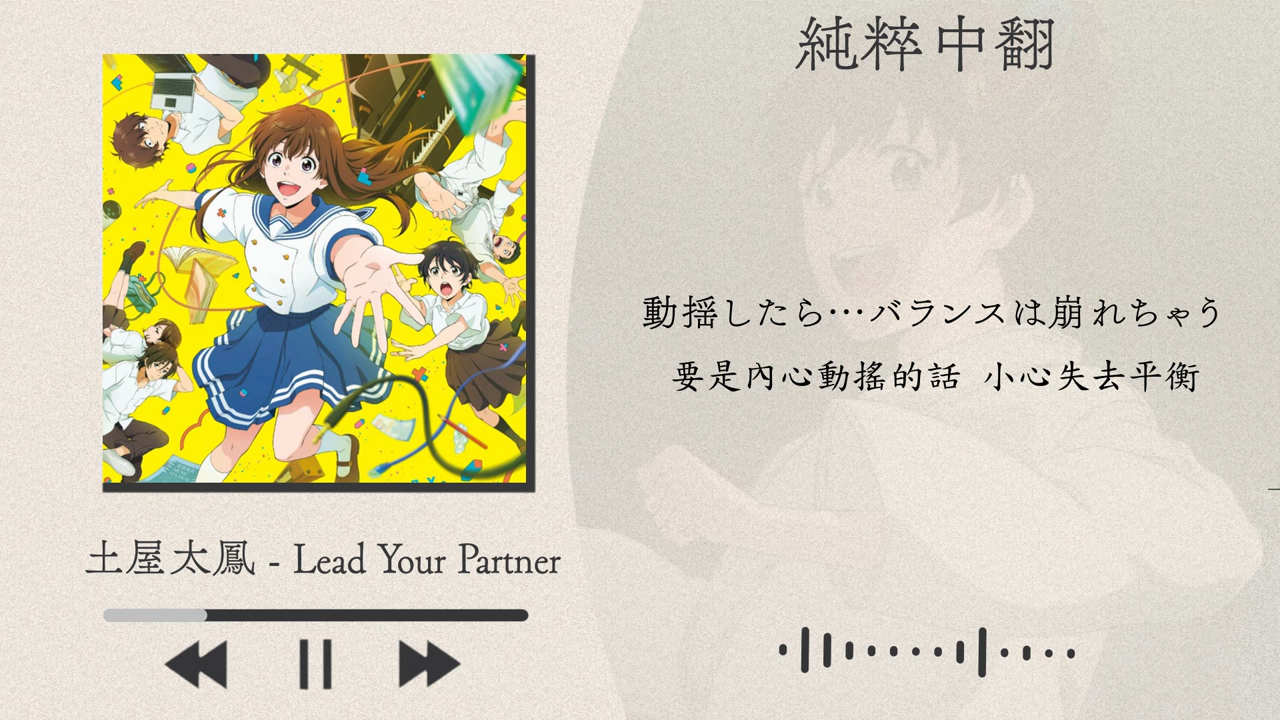 純粹中翻
動揺したら…バランスは崩れちゃう
要是內心動搖的話 小心失去平衡
土屋太鳳 - Lead Your Partner